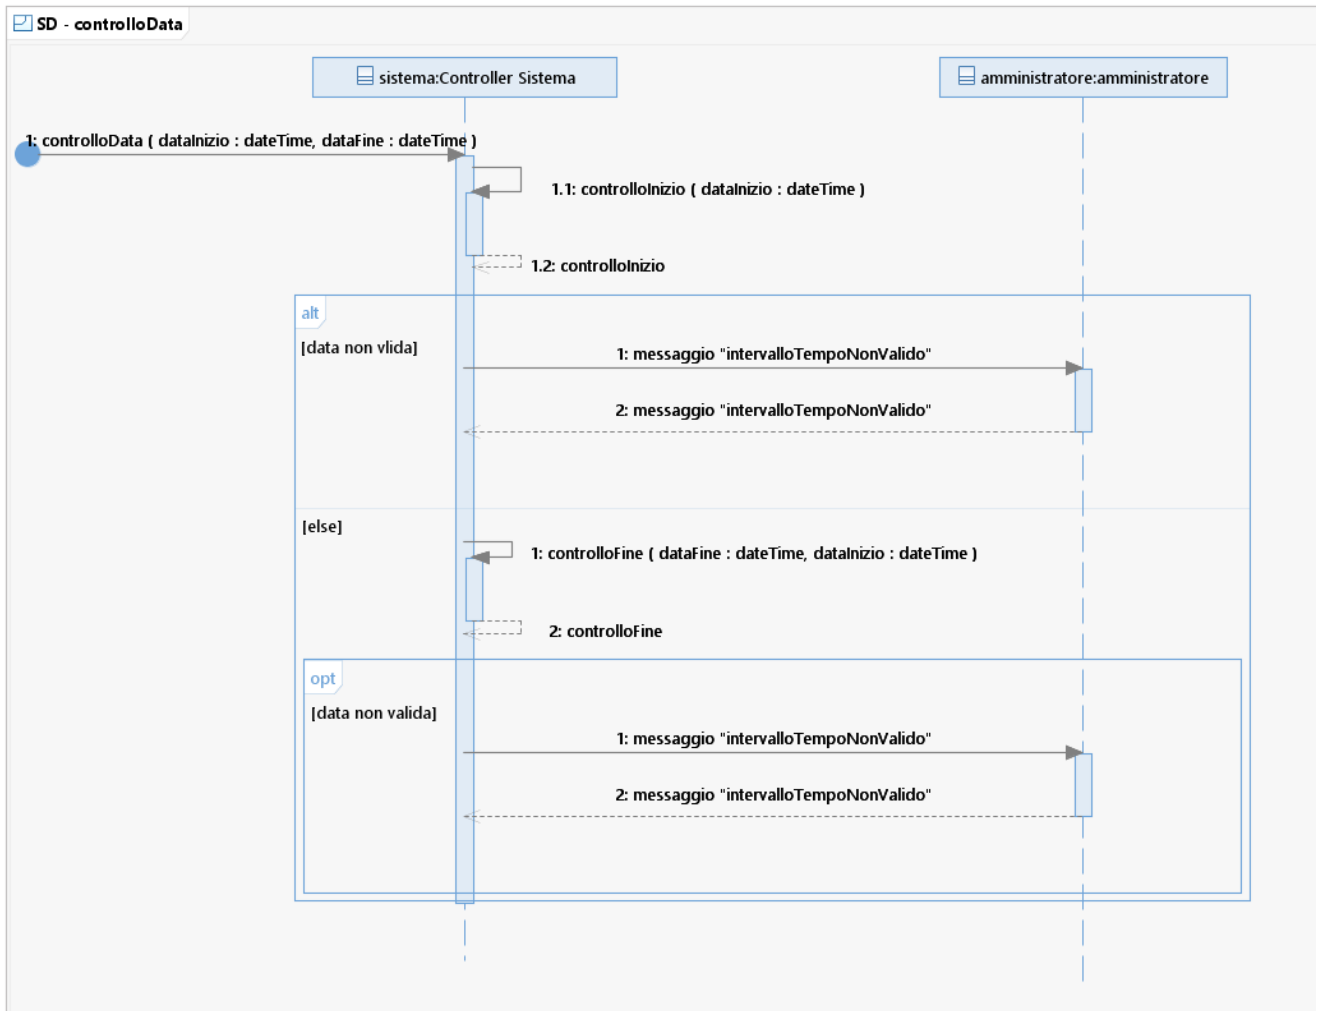 SD - controlloData
sistema:Controller Sistema
amministratore:amministratore
1: controlloData ( dataInizio : dateTime, dataFine : dateTime )
1.1: controlloInizio ( dataInizio : dateTime )
1.2: controlloInizio
alt
[data non vlida]
1: messaggio "intervalloTempoNonValido"
2: messaggio "intervalloTempoNonValido"
[else]
1: controlloFine ( dataFine : dateTime, dataInizio : dateTime )
2: controlloFine
opt
[data non valida]
1: messaggio "intervalloTempoNonValido"
2: messaggio "intervalloTempoNonValido"